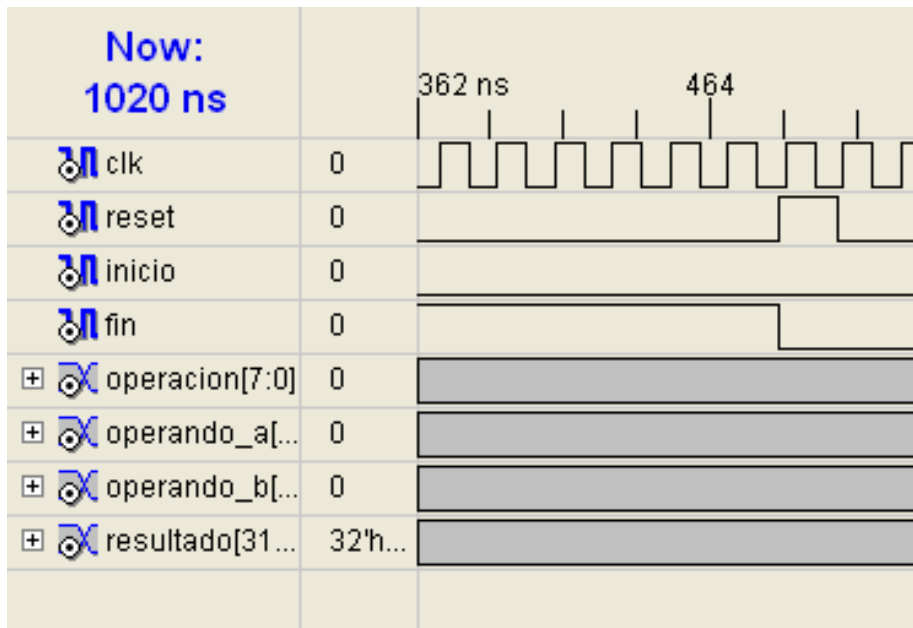 Now:
1020 ns
362 ns 464
clk 0
reset 0
inicio 0
fin 0
operacion[7:0] 0
operando_a[... 0
operando_b[... 0
resultado[31... 32'h...